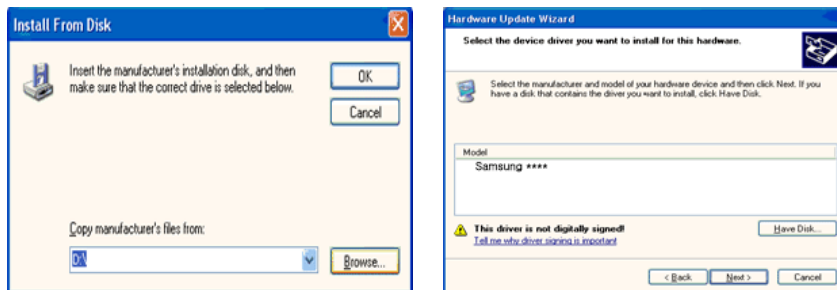 Install From Disk
Insert the manufacturer's installation disk, and then
make sure that the correct drive is selected below.
OK
Cancel
Copy manufacturer's files from:
D:\
Browse...
Hardware Update Wizard
Select the device driver you want to install for this hardware.
Select the manufacturer and model of your hardware device and then click Next. If you
have a disk that contains the driver you want to install, click Have Disk.
Model
Samsung ****
This driver is not digitally signed!
Tell me why driver signing is important
Have Disk...
< Back
Next >
Cancel